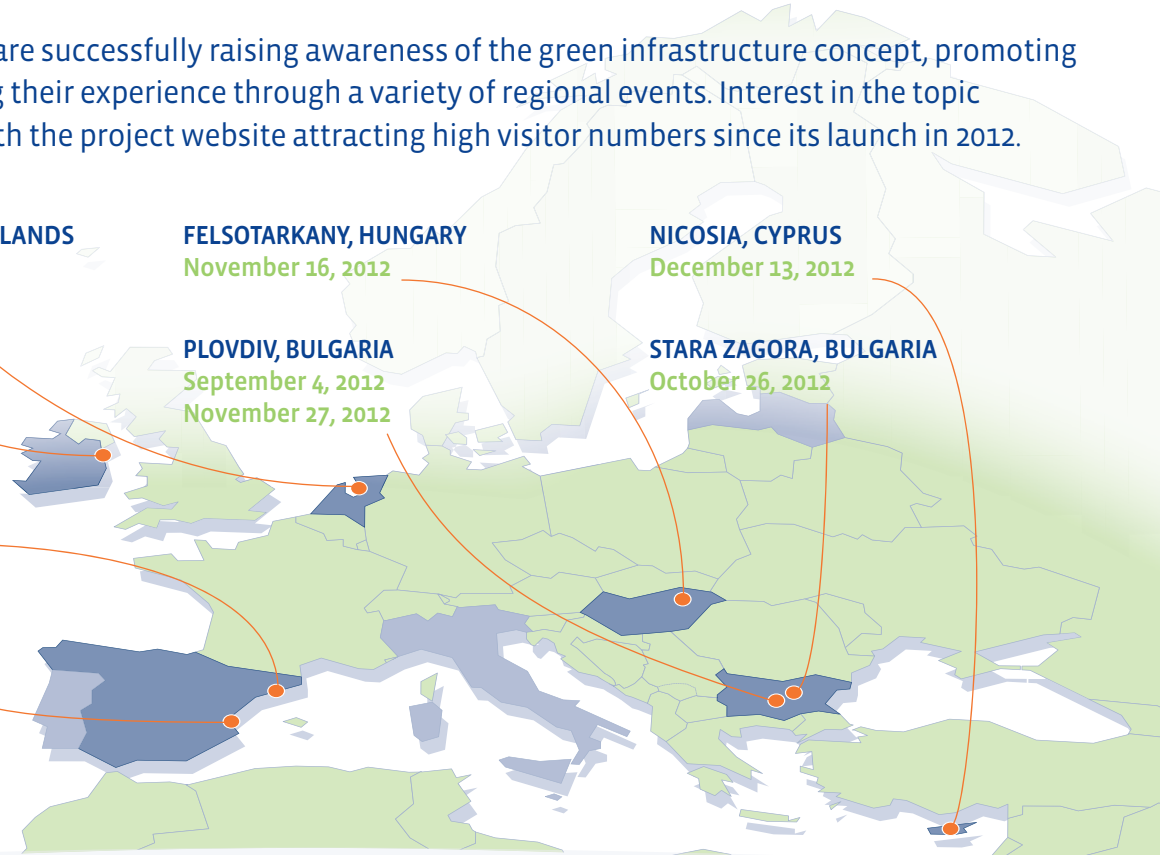 are successfully raising awareness of the green infrastructure concept, promoting
their experience through a variety of regional events. Interest in the topic
the project website attracting high visitor numbers since its launch in 2012.
LANDS
FELSOTARKANY, HUNGARY
November 16, 2012
NICOSIA, CYPRUS
December 13, 2012
PLOVDIV, BULGARIA
September 4, 2012
November 27, 2012
STARA ZAGORA, BULGARIA
October 26, 2012